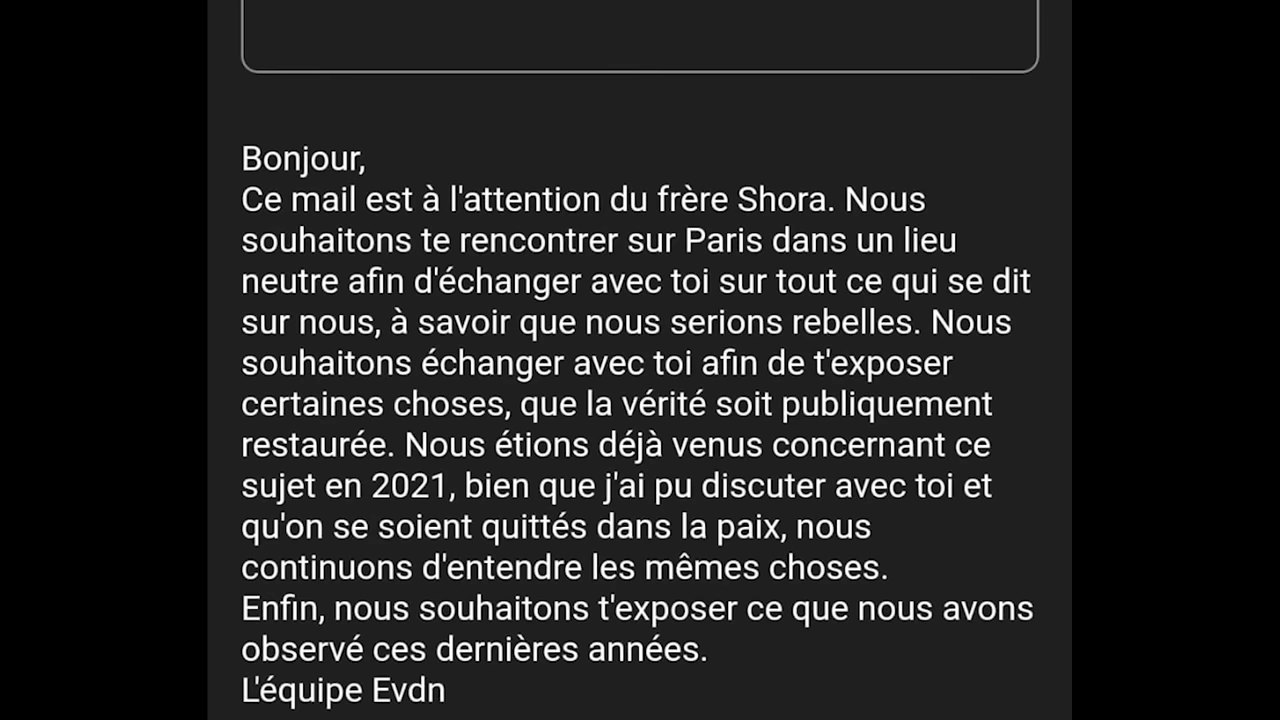 Bonjour,
Ce mail est à l'attention du frère Shora. Nous
souhaitons te rencontrer sur Paris dans un lieu
neutre afin d'échanger avec toi sur tout ce qui se dit
sur nous, à savoir que nous serions rebelles. Nous
souhaitons échanger avec toi afin de t'exposer
certaines choses, que la vérité soit publiquement
restaurée. Nous étions déjà venus concernant ce
sujet en 2021, bien que j'ai pu discuter avec toi et
qu'on se soient quittés dans la paix, nous
continuons d'entendre les mêmes choses.
Enfin, nous souhaitons t'exposer ce que nous avons
observé ces dernières années.
L'équipe Evdn